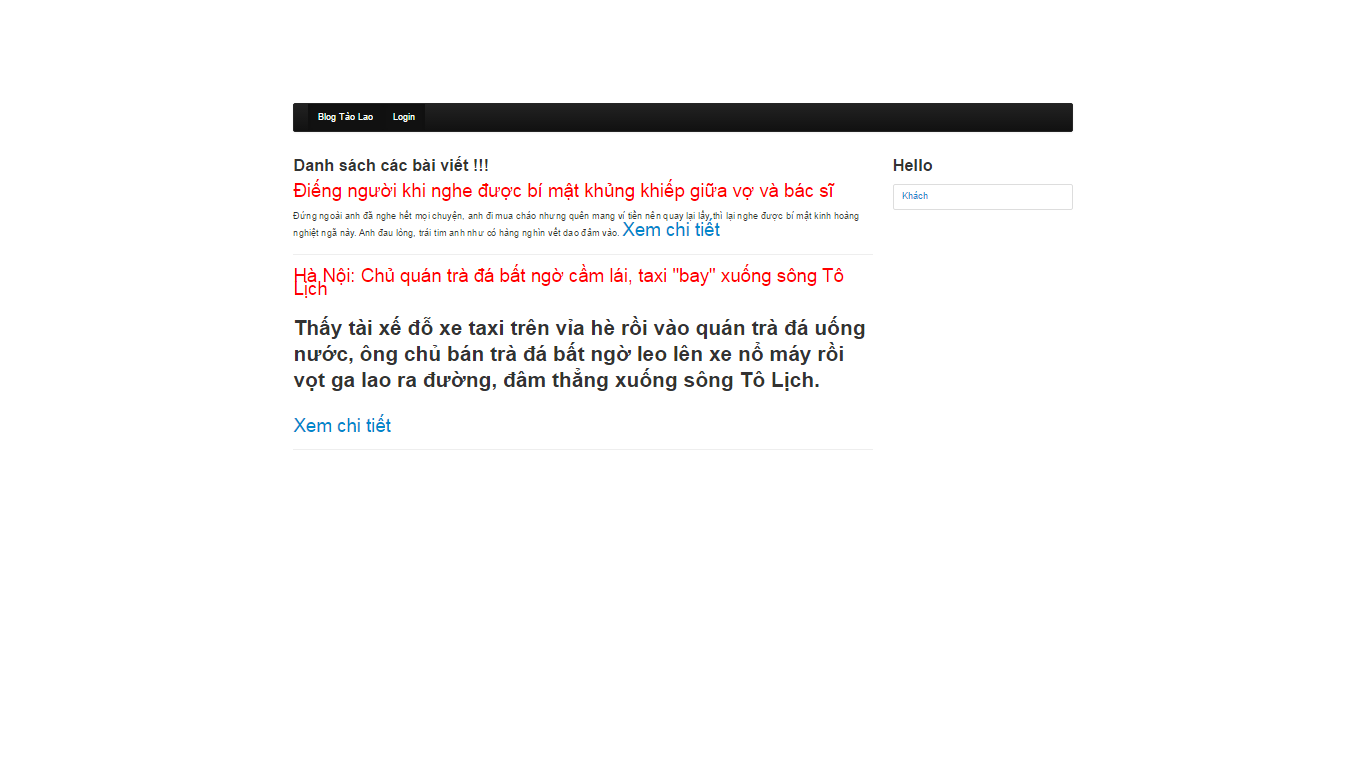 Blog Tảo Lao Login
Danh sách các bài viết !!!
Điếng người khi nghe được bí mật khủng khiếp giữa vợ và bác sĩ
Đứng ngoài anh đã nghe hết mọi chuyện, anh đi mua cháo nhưng quên mang ví tiền nên quay lại lấy,thì lại nghe được bí mật kinh hoàng
nghiệt ngã này. Anh đau lòng, trái tim anh như có hàng nghìn vết dao đâm vào. Xem chi tiết
Hà Nội: Chủ quán trà đá bất ngờ cầm lái, taxi "bay" xuống sông Tô
Lịch
Thấy tài xế đỗ xe taxi trên vỉa hè rồi vào quán trà đá uống
nước, ông chủ bán trà đá bất ngờ leo lên xe nổ máy rồi
vọt ga lao ra đường, đâm thẳng xuống sông Tô Lịch.
Xem chi tiết
Hello
Khách